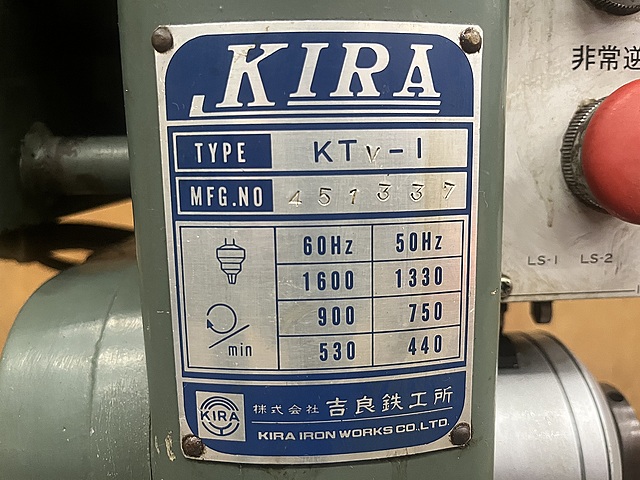 KIRA
非常逆
TYPE KTV-1
MFG.NO 451337
60Hz 50Hz
1600 1330
900 750
/min 530 440
LS-1 LS-2
KIRA 株式会社 吉良鉄工所
KIRA IRON WORKS CO.,LTD.